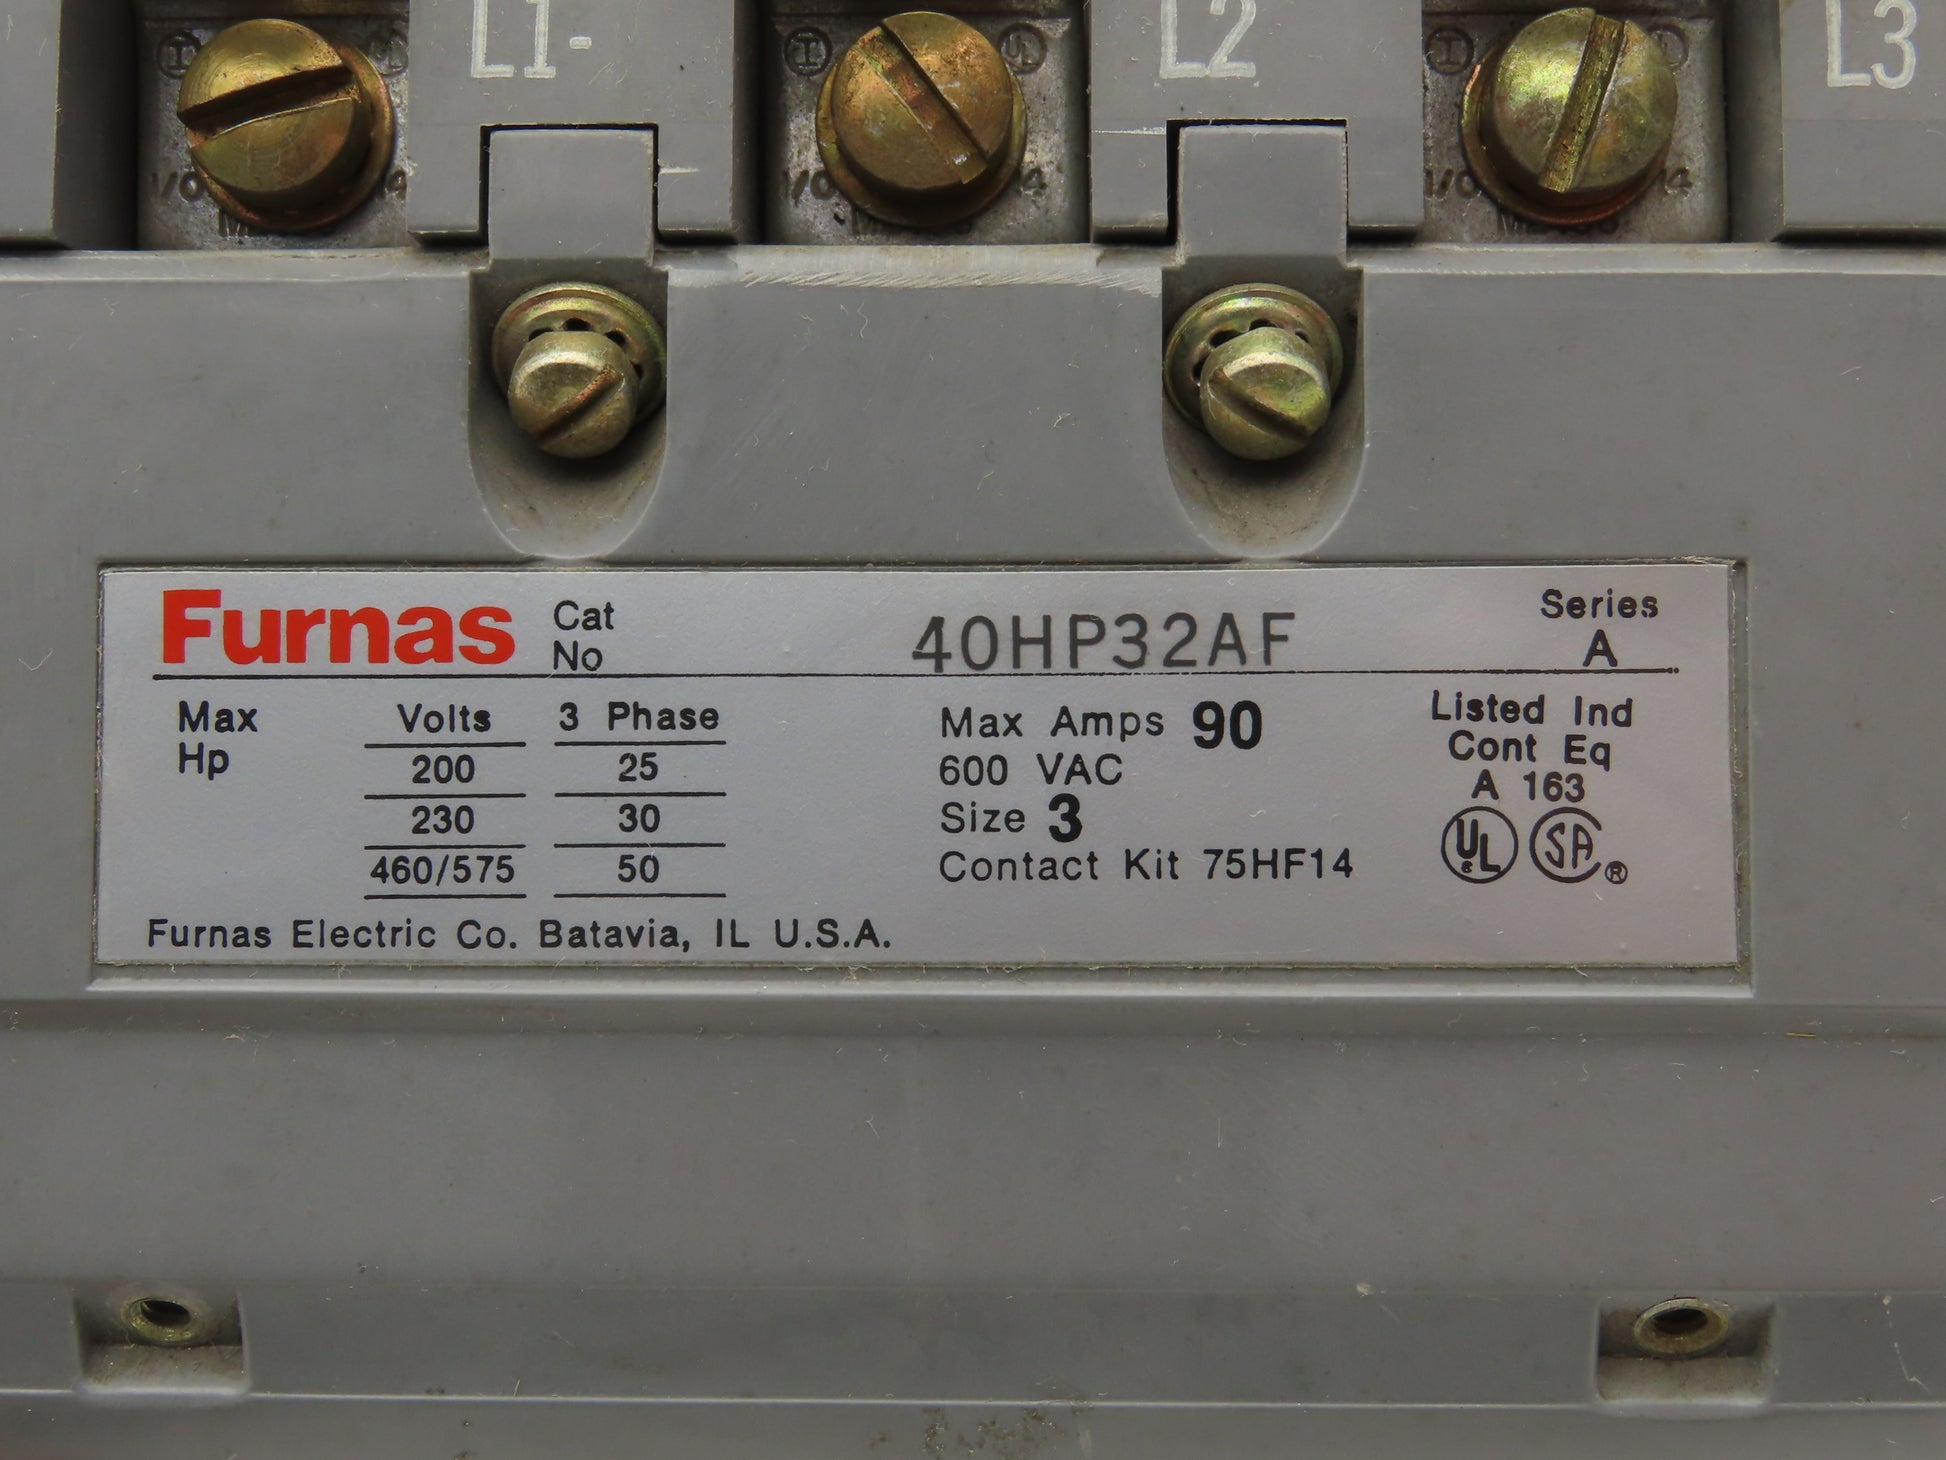 L1-
L2
L3
Furnas
Cat
No
40HP32AF
Series
A
Max
Hp
Volts 3 Phase
200 25
230 30
460/575 50
Max Amps 90
600 VAC
Size 3
Contact Kit 75HF14
Listed Ind
Cont Eq
A 163
UL SA ®
Furnas Electric Co. Batavia, IL U.S.A.